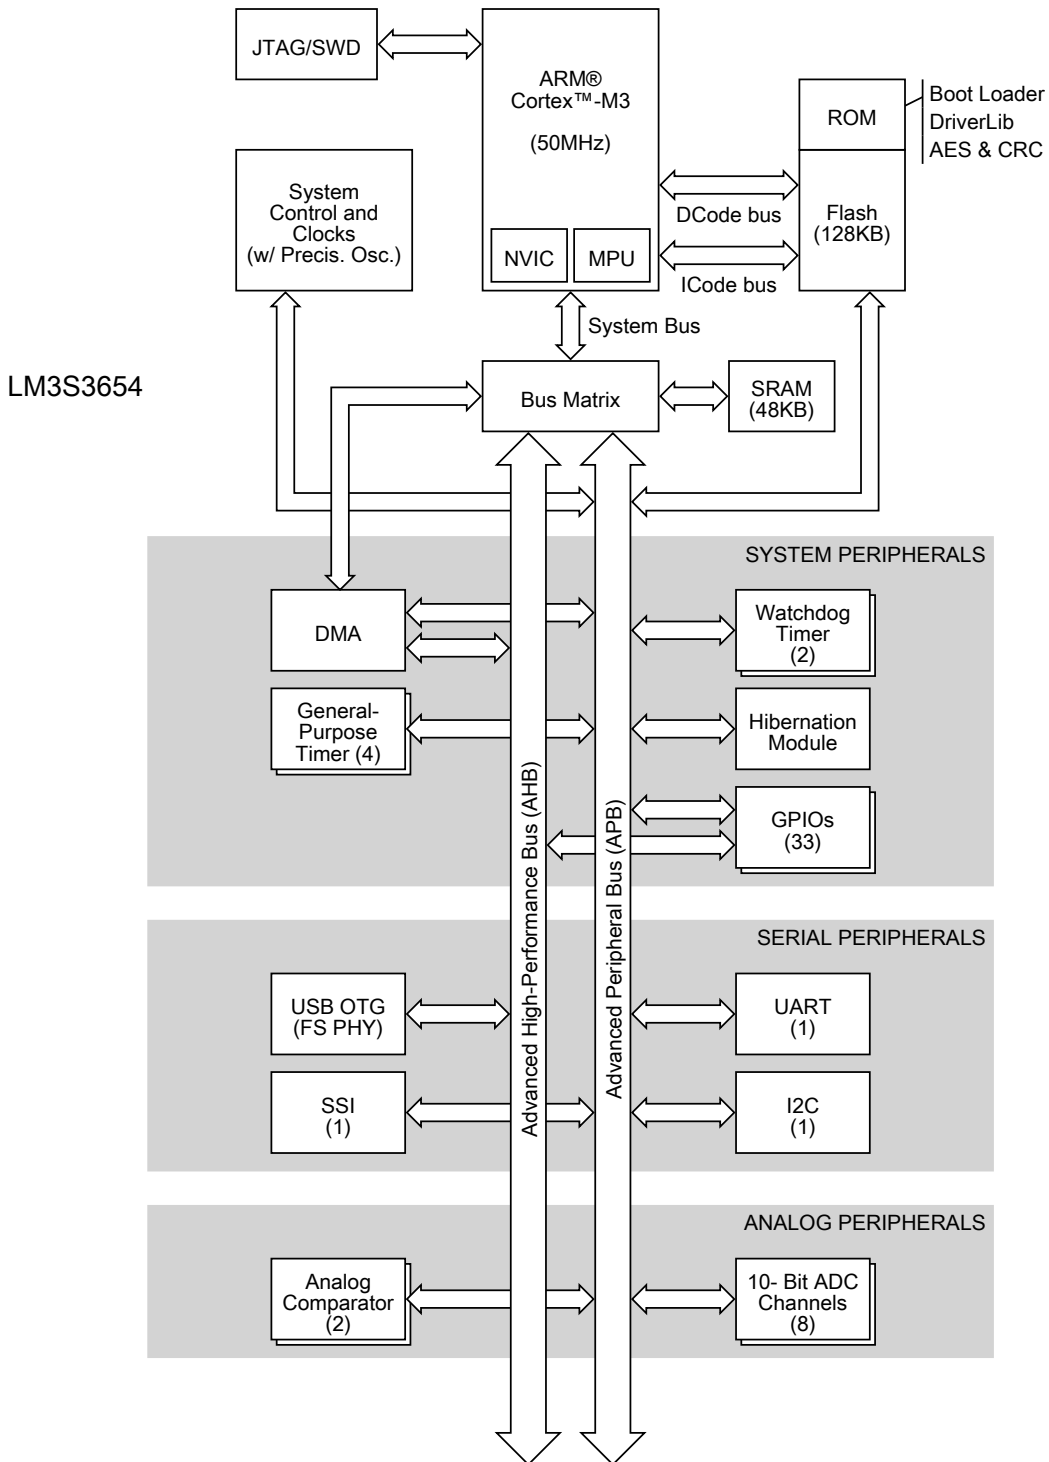 JTAG/SWD
ARM®
Cortex™-M3
(50MHz)
NVIC
MPU
ROM
Boot Loader
DriverLib
AES & CRC
System
Control and
Clocks
(w/ Precis. Osc.)
DCode bus
Flash
(128KB)
ICode bus
System Bus
LM3S3654
Bus Matrix
SRAM
(48KB)
SYSTEM PERIPHERALS
DMA
Watchdog
Timer
(2)
General-
Purpose
Timer (4)
Hibernation
Module
GPIOs
(33)
Advanced High-Performance Bus (AHB)
Advanced Peripheral Bus (APB)
SERIAL PERIPHERALS
USB OTG
(FS PHY)
UART
(1)
SSI
(1)
I2C
(1)
ANALOG PERIPHERALS
Analog
Comparator
(2)
10- Bit ADC
Channels
(8)